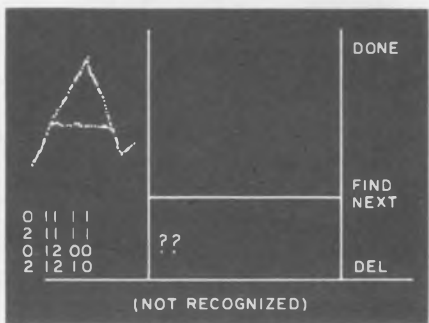 A
DONE
FIND
NEXT
0 11 11
2 11 11
0 12 00
2 12 10
??
DEL
(NOT RECOGNIZED)